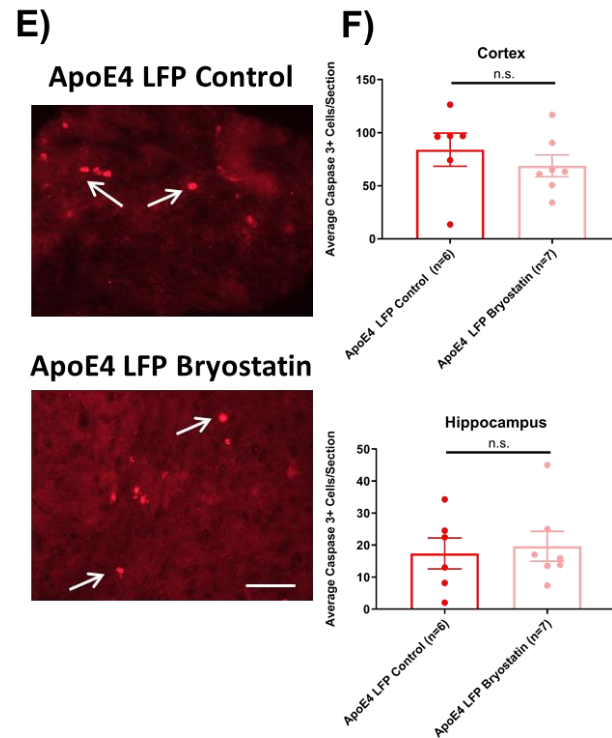 E)
ApoE4 LFP Control
ApoE4 LFP Bryostatin
F)
Cortex
n.s.
Average Caspase 3+ Cells/Section
150
100
50
0
ApoE4 LFP Control (n=6)
ApoE4 LFP Bryostatin (n=7)
Hippocampus
n.s.
Average Caspase 3+ Cells/Section
50
40
30
20
10
0
ApoE4 LFP Control (n=6)
ApoE4 LFP Bryostatin (n=7)